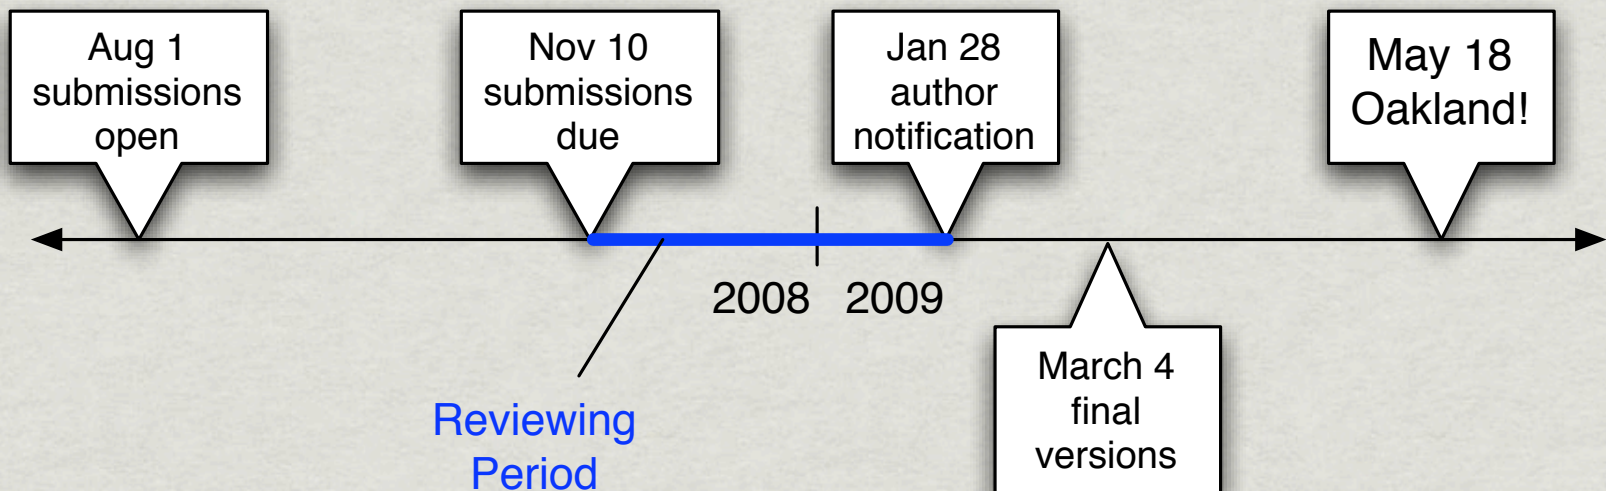 Aug 1
submissions
open
Nov 10
submissions
due
Jan 28
author
notification
May 18
Oakland!
2008
2009
Reviewing
Period
March 4
final
versions